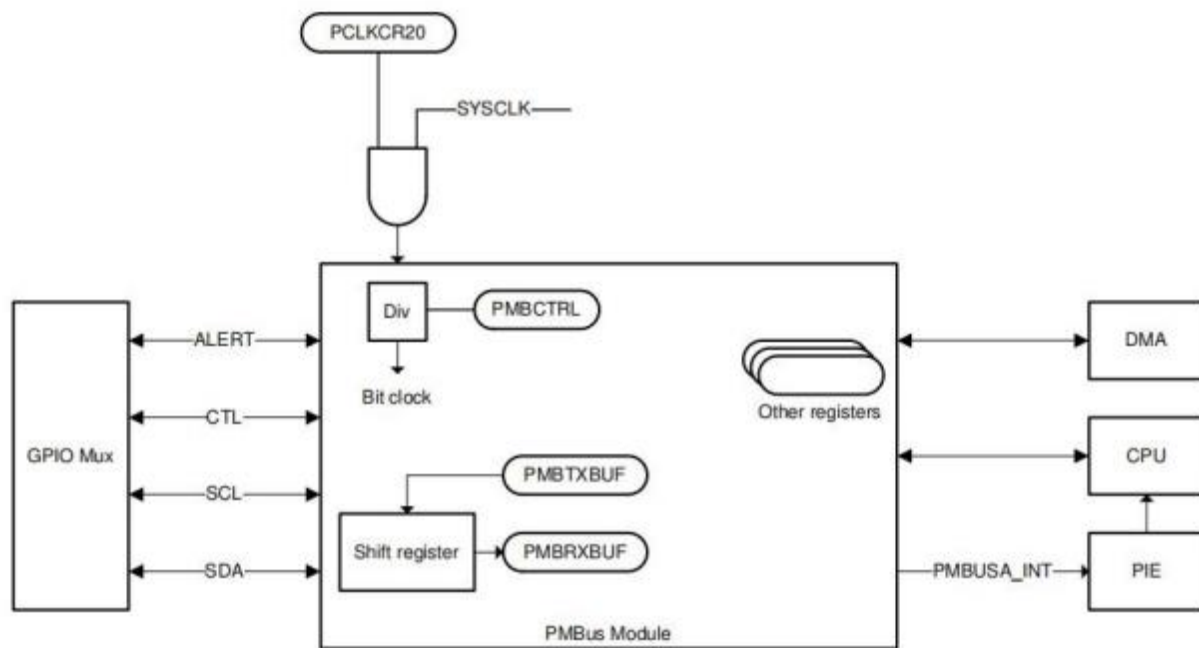 PCLKCR20
SYSCLK
Div
PMBCTRL
ALERT
DMA
Bit clock
Other registers
CTL
GPIO Mux
CPU
PMBTXBUF
SCL
Shift register
PMBRXBUF
SDA
PMBUSA_INT
PIE
PMBus Module